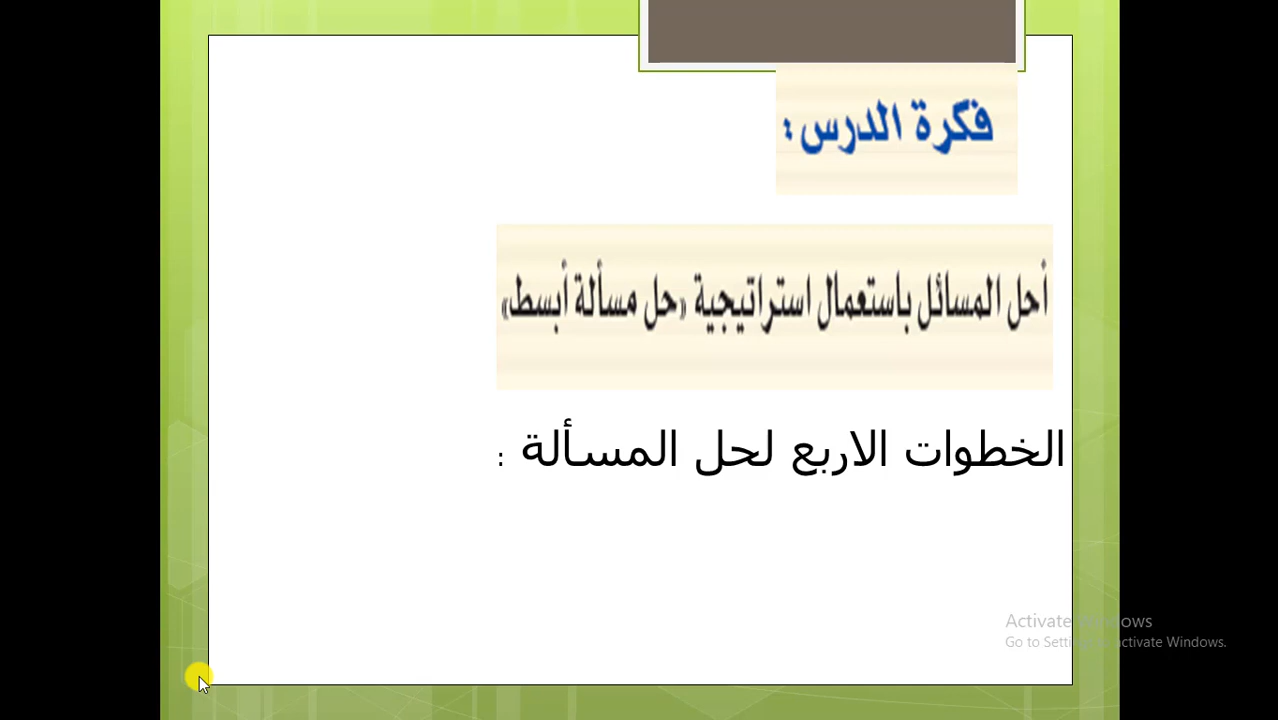 فكرة الدرس :
أحل المسائل باستعمال استراتيجية «حل مسألة أبسط»
الخطوات الاربع لحل المسألة :
Activate Windows
Go to Settings to activate Windows.